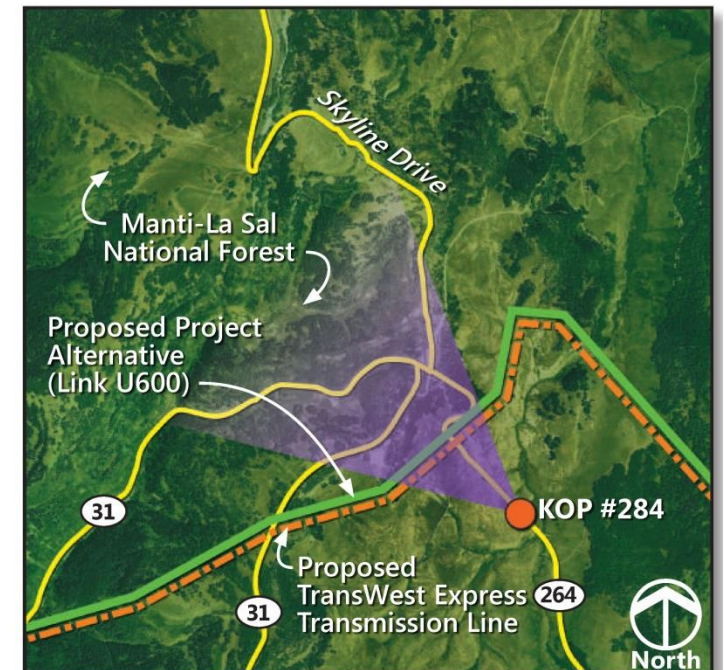 Skyline Drive
Manti-La Sal
National Forest
Proposed Project
Alternative
(Link U600)
31
KOP #284
Proposed
TransWest Express
Transmission Line
264
31
North